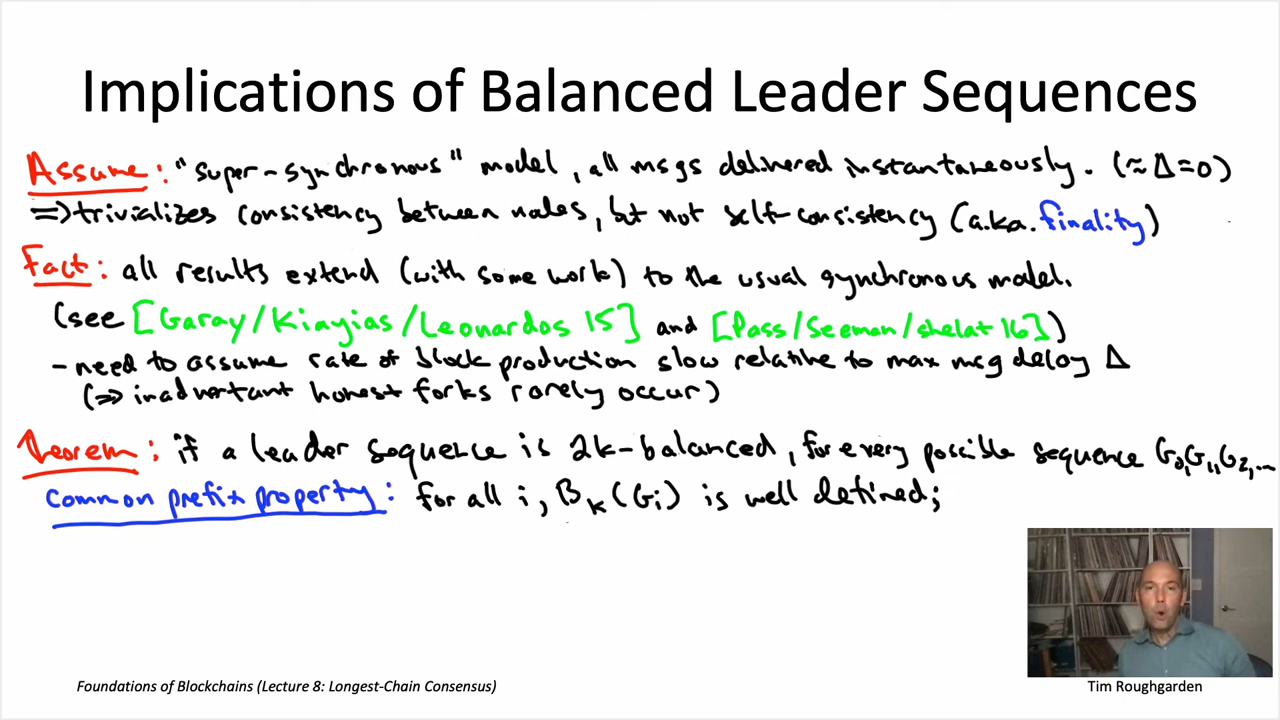 Implications of Balanced Leader Sequences
Assume: "super-synchronous" model, all msgs delivered instantaneously. (≈ Δ=0)
⇒ trivializes consistency between nodes, but not self-consistency (a.k.a. finality)
Fact: all results extend (with some work) to the usual synchronous model.
(see [Garay/Kiayias/Leonardos 15] and [Pass/Seeman/shelat 16])
- need to assume rate of block production slow relative to max msg delay Δ
(⇒ inadvertant honest forks rarely occur)
Theorem: if a leader sequence is 2k-balanced, for every possible sequence G₀,G₁,G₂,...
common prefix property: for all i, Bₖ(Gᵢ) is well defined;
Foundations of Blockchains (Lecture 8: Longest-Chain Consensus)
Tim Roughgarden